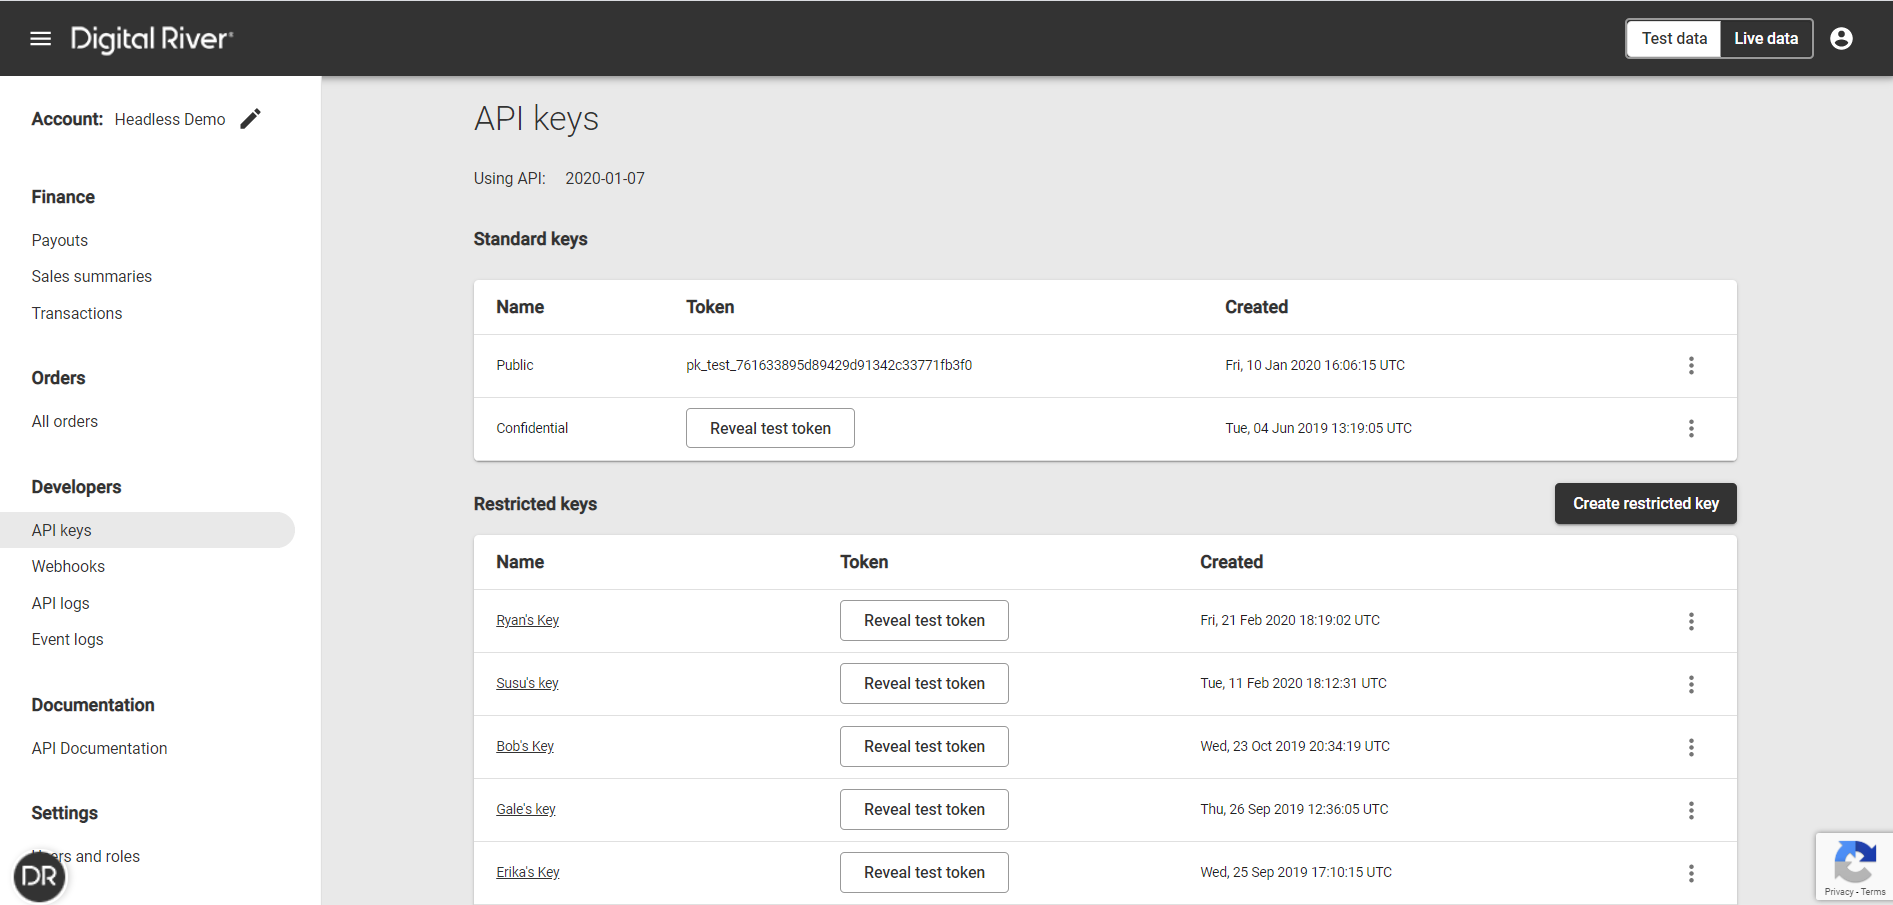 Digital River®
Test data
Live data
Account: Headless Demo
Finance
Payouts
Sales summaries
Transactions
Orders
All orders
Developers
API keys
Webhooks
API logs
Event logs
Documentation
API Documentation
Settings
Users and roles
DR
API keys
Using API: 2020-01-07
Standard keys
Name Token Created
Public pk_test_761633895d89429d91342c33771fb3f0 Fri, 10 Jan 2020 16:06:15 UTC
Confidential Reveal test token Tue, 04 Jun 2019 13:19:05 UTC
Restricted keys Create restricted key
Name Token Created
Ryan's Key Reveal test token Fri, 21 Feb 2020 18:19:02 UTC
Susu's key Reveal test token Tue, 11 Feb 2020 18:12:31 UTC
Bob's Key Reveal test token Wed, 23 Oct 2019 20:34:19 UTC
Gale's key Reveal test token Thu, 26 Sep 2019 12:36:05 UTC
Erika's Key Reveal test token Wed, 25 Sep 2019 17:10:15 UTC
Privacy - Terms